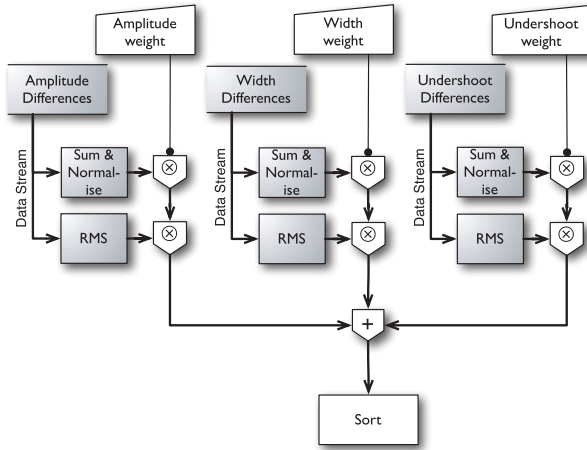 Amplitude
weight
Width
weight
Undershoot
weight
Amplitude
Differences
Width
Differences
Undershoot
Differences
Data Stream
Sum &
Normal-
ise
⊗
Data Stream
Sum &
Normal-
ise
⊗
Data Stream
Sum &
Normal-
ise
⊗
RMS
⊗
RMS
⊗
RMS
⊗
+
Sort